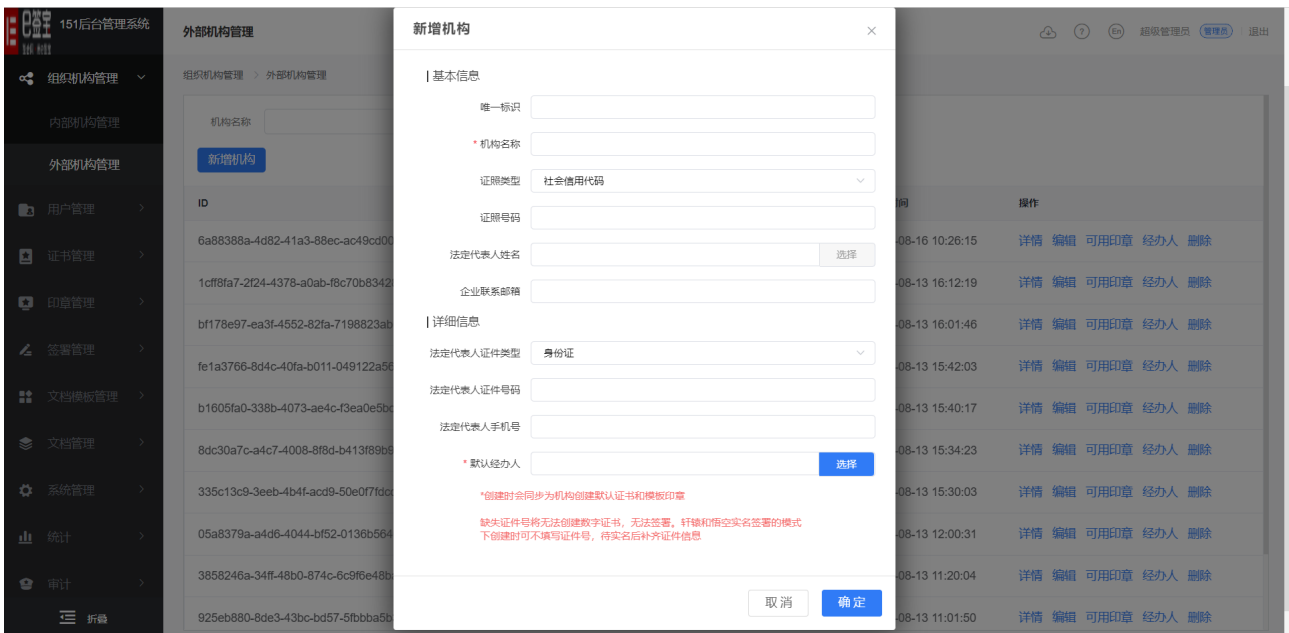 e签宝
151后台管理系统
外部机构管理
新增机构
En
超级管理员
管理员
退出
组织机构管理
组织机构管理 > 外部机构管理
基本信息
唯一标识
内部机构管理
机构名称
* 机构名称
外部机构管理
新增机构
证照类型
社会信用代码
用户管理
ID
证照号码
间
操作
6a88388a-4d82-41a3-88ec-ac49cd00
法定代表人姓名
选择
-08-16 10:26:15
详情 编辑 可用印章 经办人 删除
证书管理
1cff8fa7-2f24-4378-a0ab-f8c70b8342
企业联系邮箱
-08-13 16:12:19
详情 编辑 可用印章 经办人 删除
印章管理
详细信息
bf178e97-ea3f-4552-82fa-7198823ab
-08-13 16:01:46
详情 编辑 可用印章 经办人 删除
签署管理
法定代表人证件类型
身份证
fe1a3766-8d4c-40fa-b011-049122a56
-08-13 15:42:03
详情 编辑 可用印章 经办人 删除
文档模板管理
法定代表人证件号码
b1605fa0-338b-4073-ae4c-f3ea0e5bc
-08-13 15:40:17
详情 编辑 可用印章 经办人 删除
法定代表人手机号
文档管理
8dc30a7c-a4c7-4008-8f8d-b413f89b9
-08-13 15:34:23
详情 编辑 可用印章 经办人 删除
* 默认经办人
选择
系统管理
335c13c9-3eeb-4b4f-acd9-50e0f7fdcc
*创建时会同步为机构创建默认证书和模板印章
-08-13 15:30:03
详情 编辑 可用印章 经办人 删除
缺失证件号将无法创建数字证书，无法签署。轩辕和悟空实名签署的模式
下创建时可不填写证件号，待实名后补齐证件信息
统计
05a8379a-a4d6-4044-bf52-0136b564
-08-13 12:00:31
详情 编辑 可用印章 经办人 删除
审计
3858246a-34ff-48b0-874c-6c9f6e48b
-08-13 11:20:04
详情 编辑 可用印章 经办人 删除
取消
确定
折叠
925eb880-8de3-43bc-bd57-5fbbba5b
-08-13 11:01:50
详情 编辑 可用印章 经办人 删除